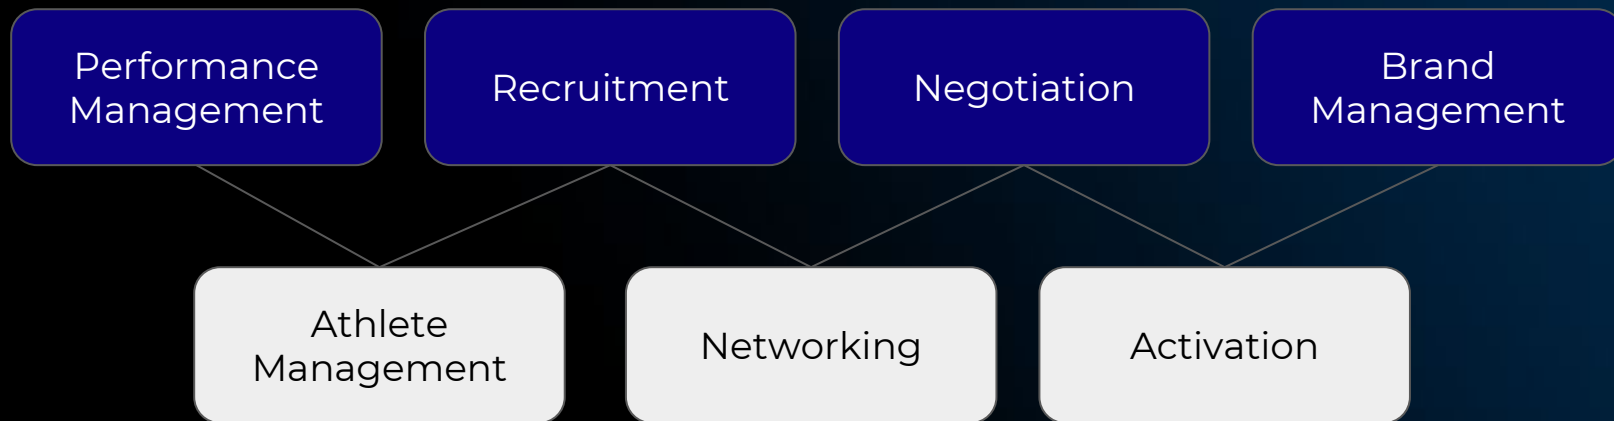 Performance
Management
Recruitment
Negotiation
Brand
Management
Athlete
Management
Networking
Activation